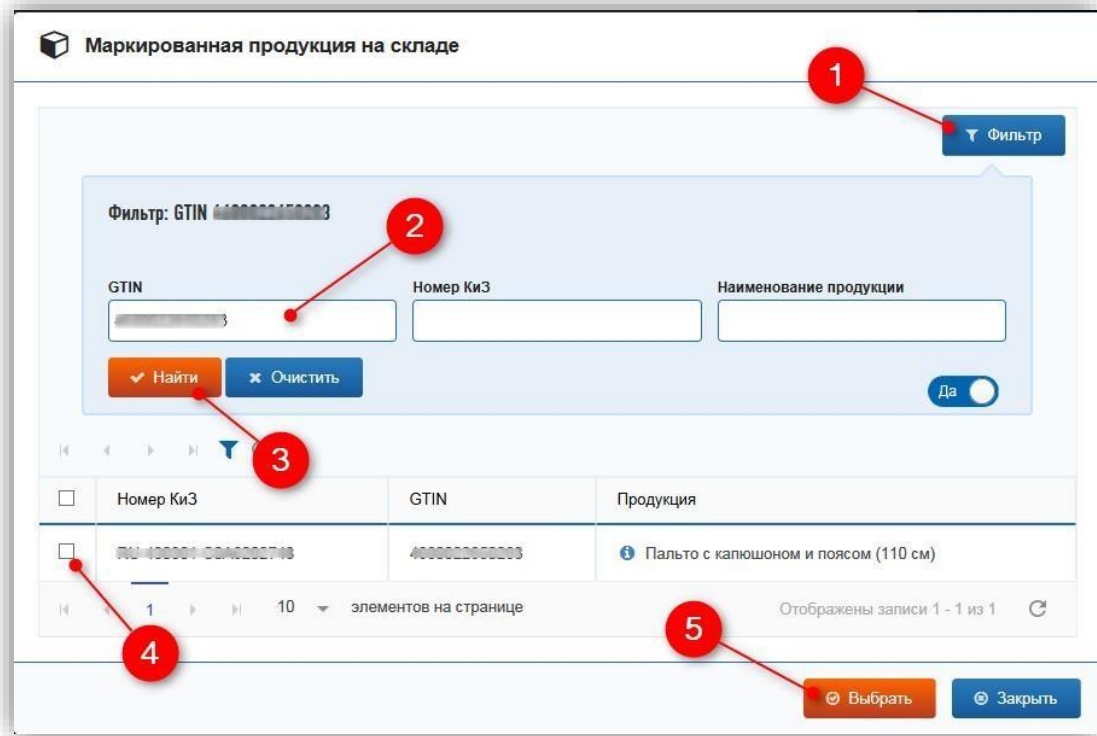 Маркированная продукция на складе
1
Фильтр
Фильтр: GTIN
2
GTIN Номер КиЗ Наименование продукции
Найти Очистить
Да
3
Номер КиЗ GTIN Продукция
Пальто с капюшоном и поясом (110 см)
1 10 элементов на странице Отображены записи 1 - 1 из 1
4
5
Выбрать Закрыть